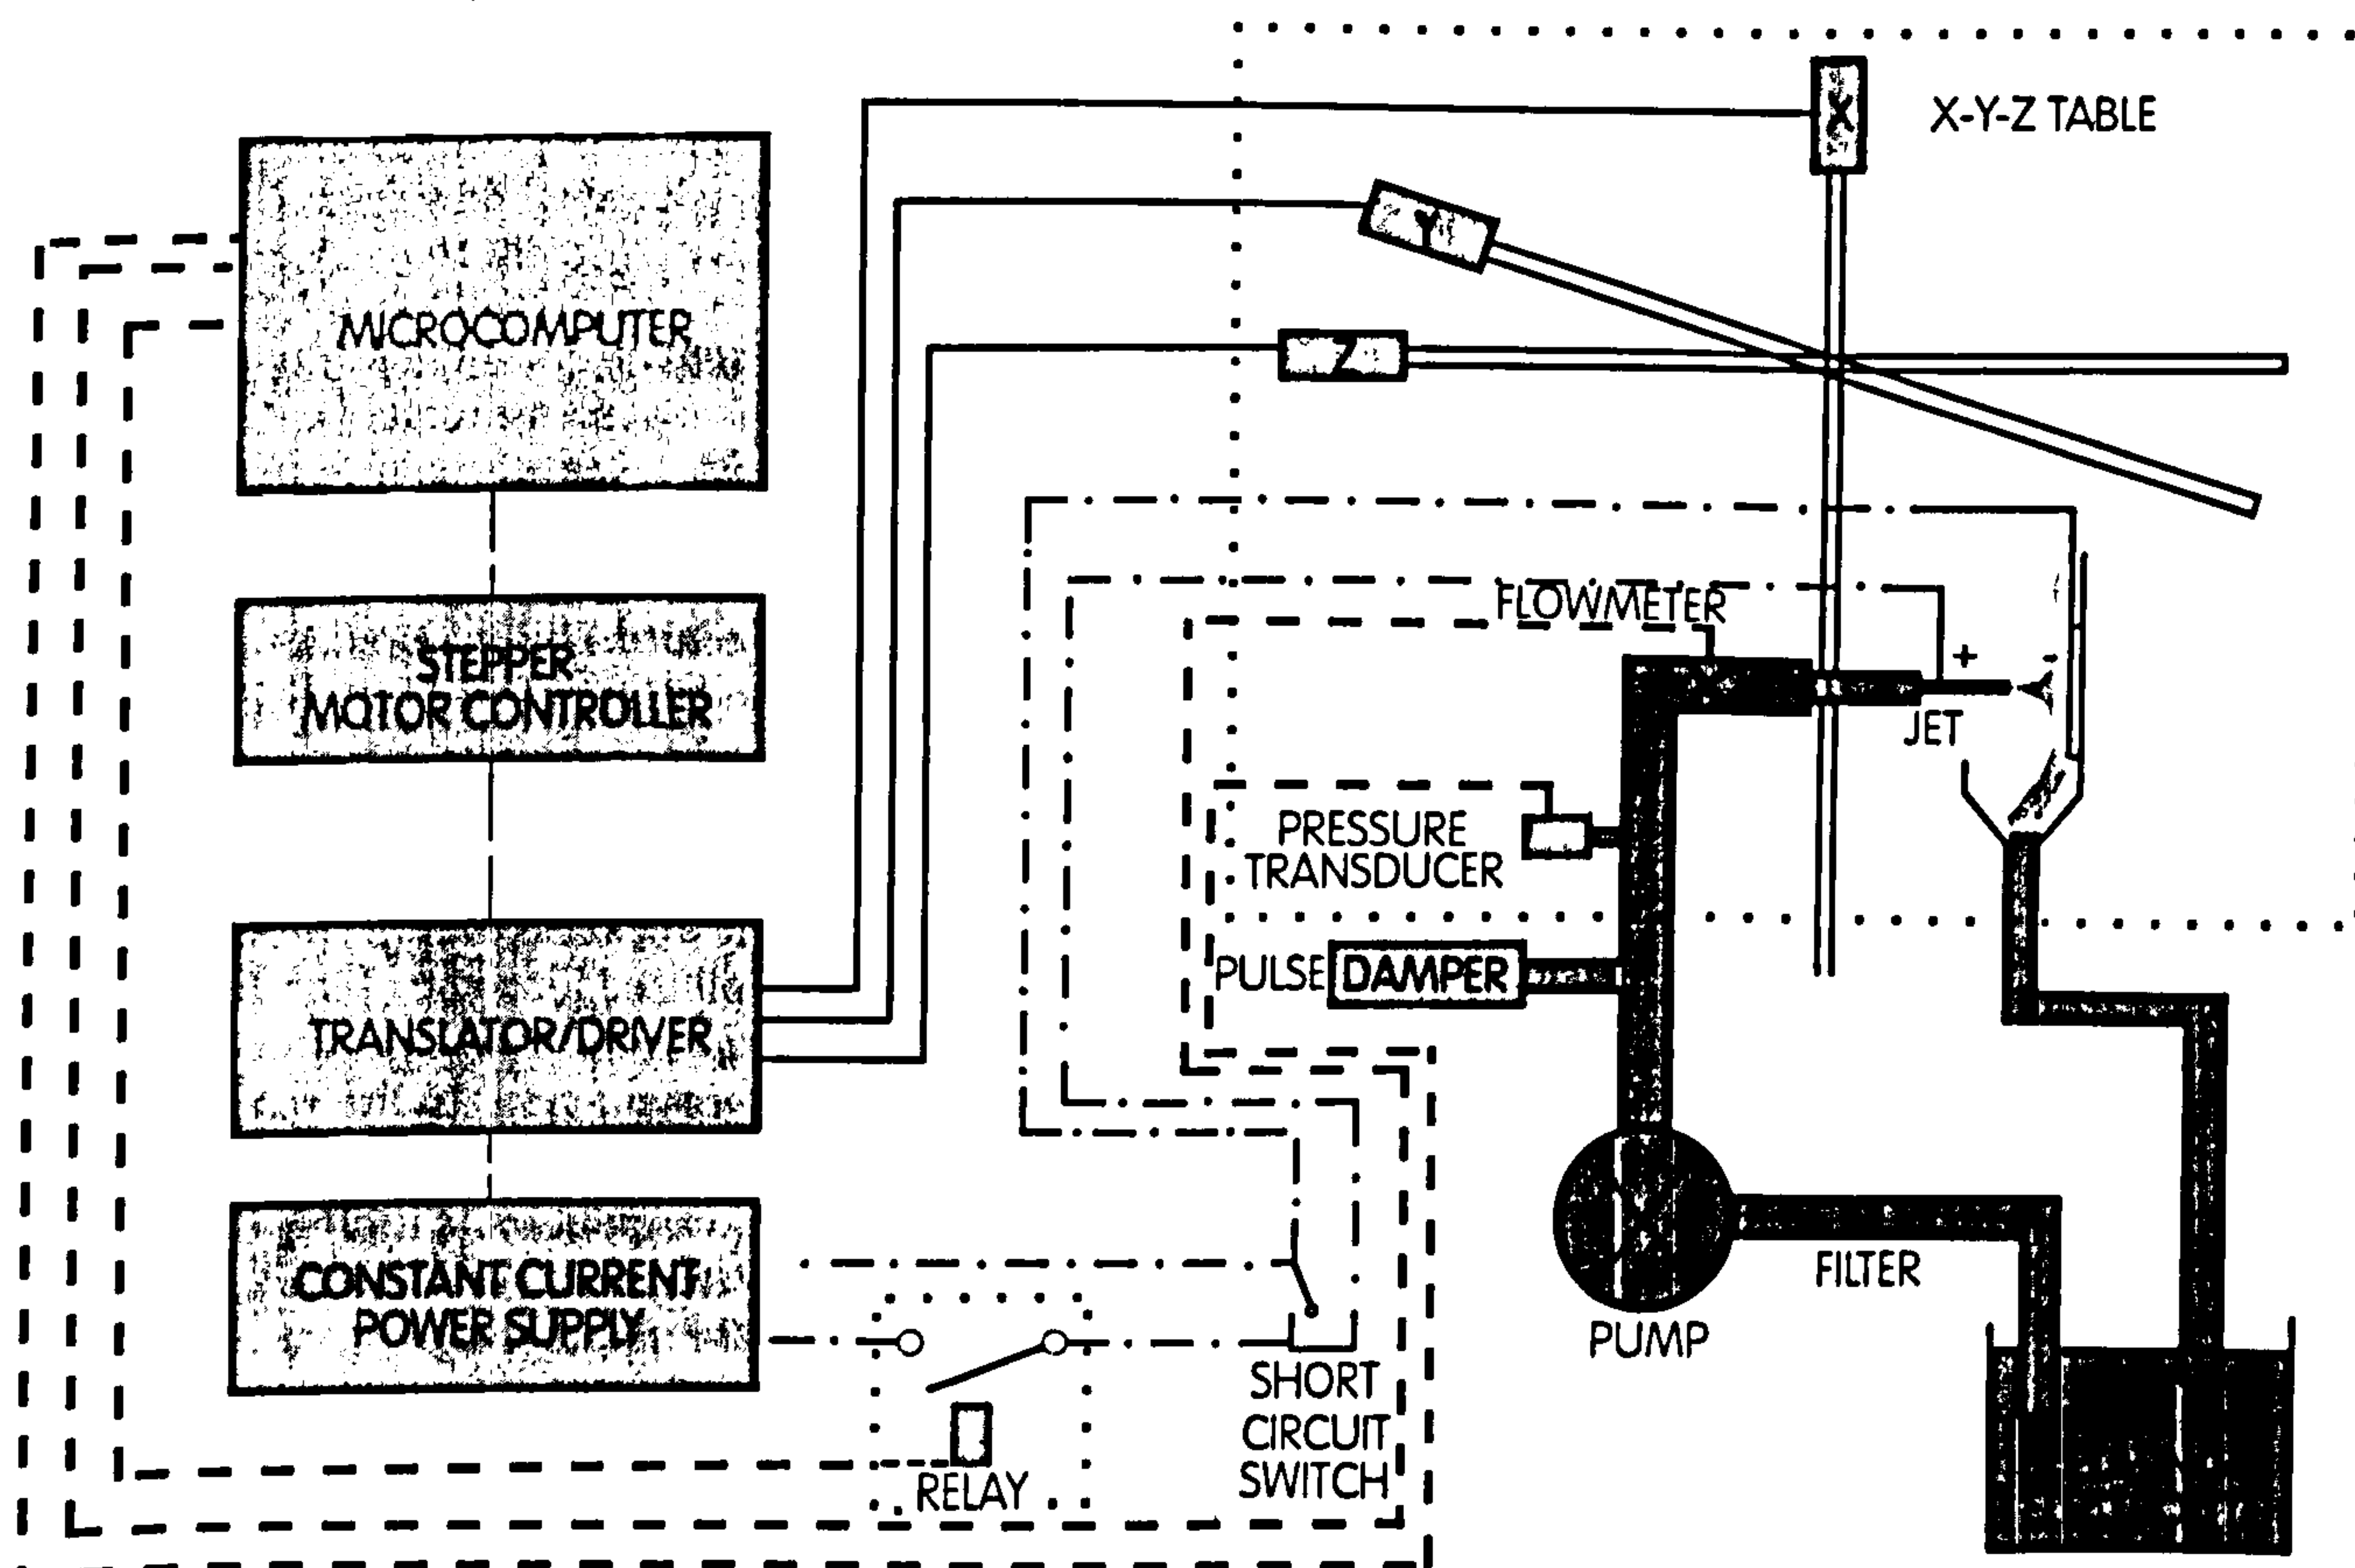 X
X-Y-Z TABLE
Y
MICROCOMPUTER
Z
FLOWMETER
STEPPER
MOTOR CONTROLLER
+
-
JET
PRESSURE
TRANSDUCER
PULSE DAMPER
TRANSLATOR/DRIVER
CONSTANT CURRENT
POWER SUPPLY
FILTER
PUMP
SHORT
CIRCUIT
SWITCH
RELAY